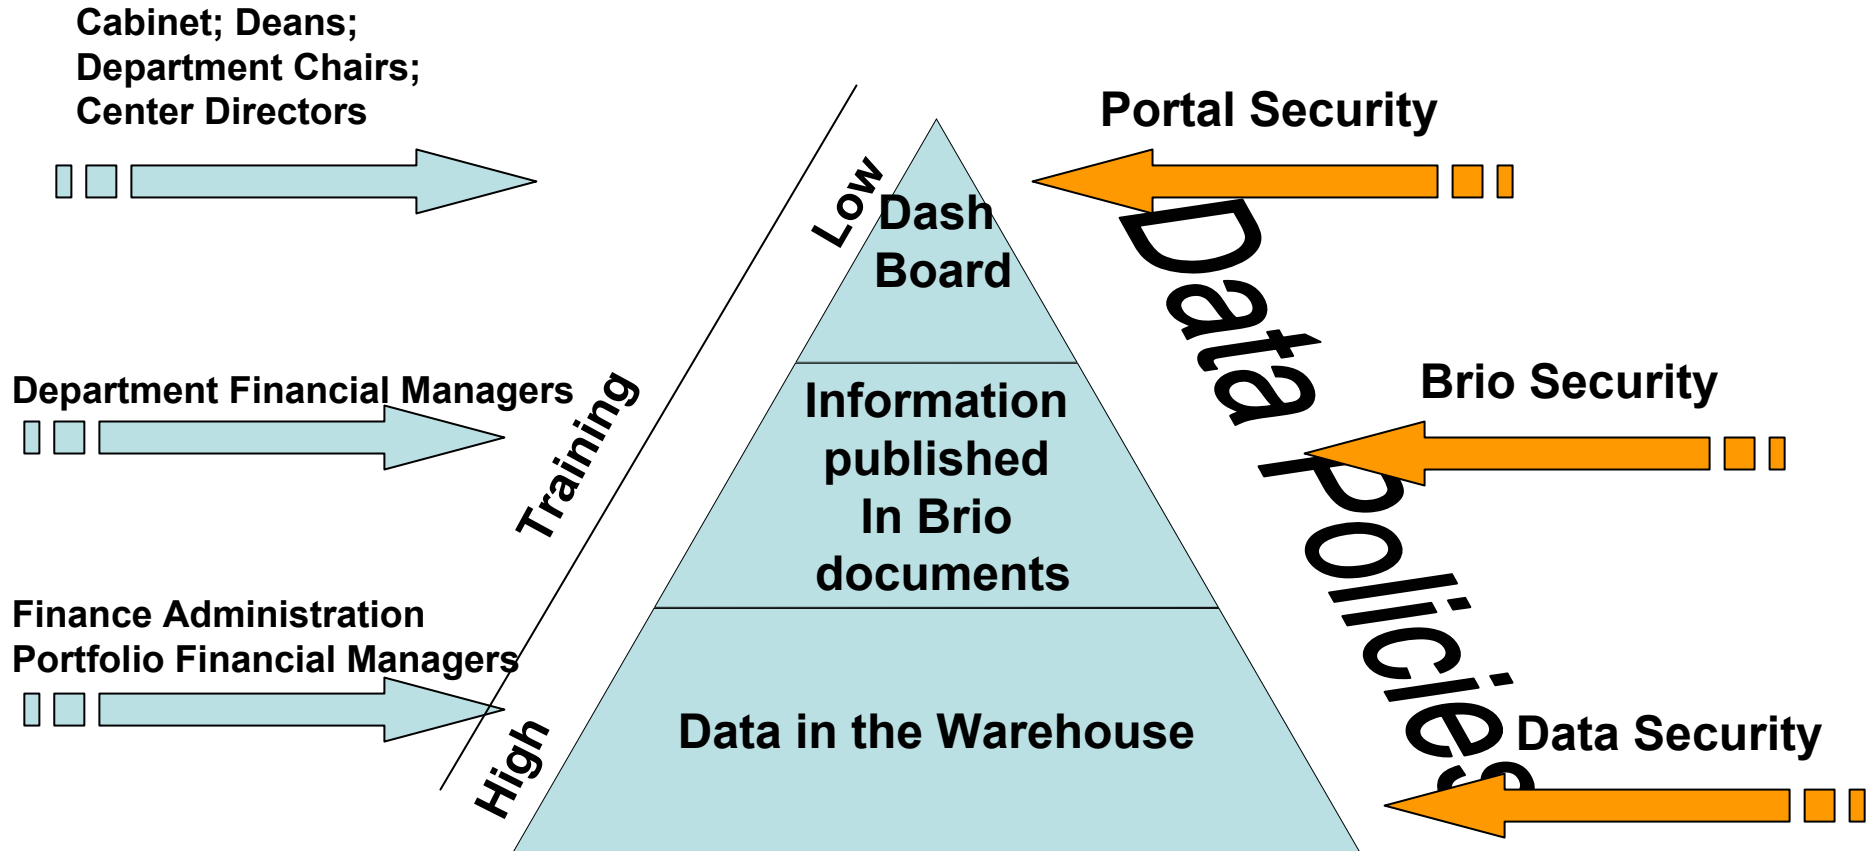 Cabinet; Deans;
Department Chairs;
Center Directors
Portal Security
Low
Dash
Board
Data Policies
Department Financial Managers
Training
Information
published
In Brio
documents
Brio Security
Finance Administration
Portfolio Financial Managers
High
Data in the Warehouse
Data Security